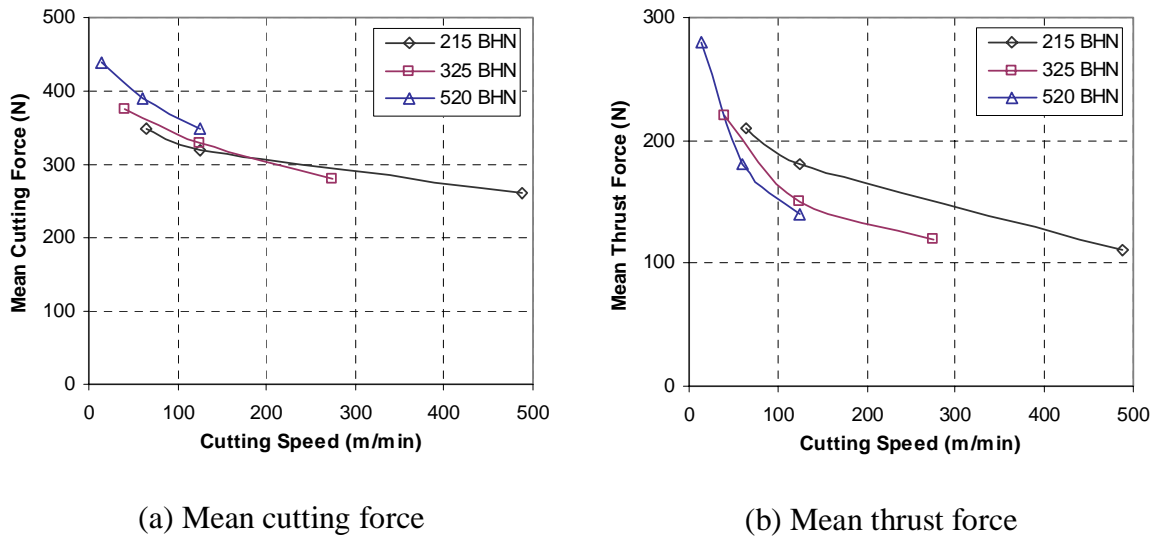 500
400
300
200
100
0
Mean Cutting Force (N)
215 BHN
325 BHN
520 BHN
0 100 200 300 400 500
Cutting Speed (m/min)
(a) Mean cutting force
300
200
100
0
Mean Thrust Force (N)
215 BHN
325 BHN
520 BHN
0 100 200 300 400 500
Cutting Speed (m/min)
(b) Mean thrust force